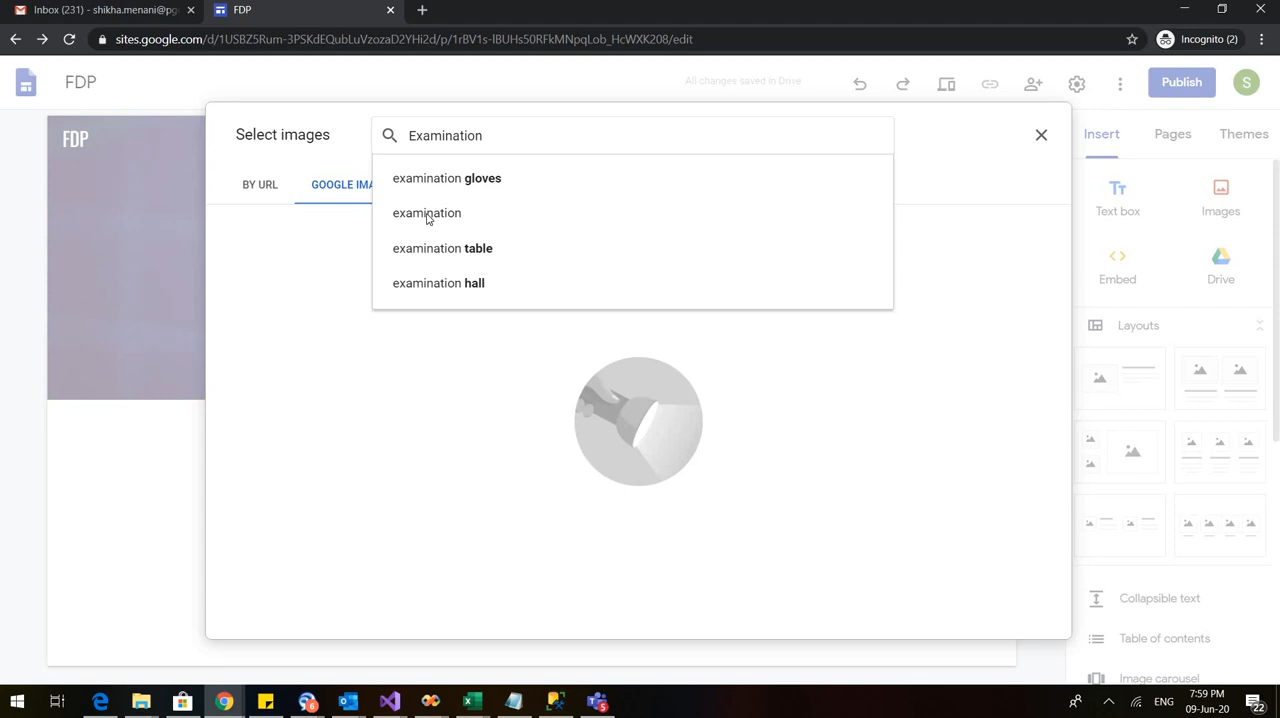 Inbox (231) - shikha.menani@pg
FDP
sites.google.com/d/1USBZ5Rum-3PSKdEQubLuVzozaD2YHi2d/p/1rBV1s-IBUHs50RFkMNpqLob_HcWXK208/edit
Incognito (2)
FDP
All changes saved in Drive
Publish
S
FDP
Select images
Examination
BY URL
GOOGLE IMA
examination gloves
examination
examination table
examination hall
Insert
Pages
Themes
Text box
Images
Embed
Drive
Layouts
Collapsible text
Table of contents
Image carousel
ENG
7:59 PM
09-Jun-20
22